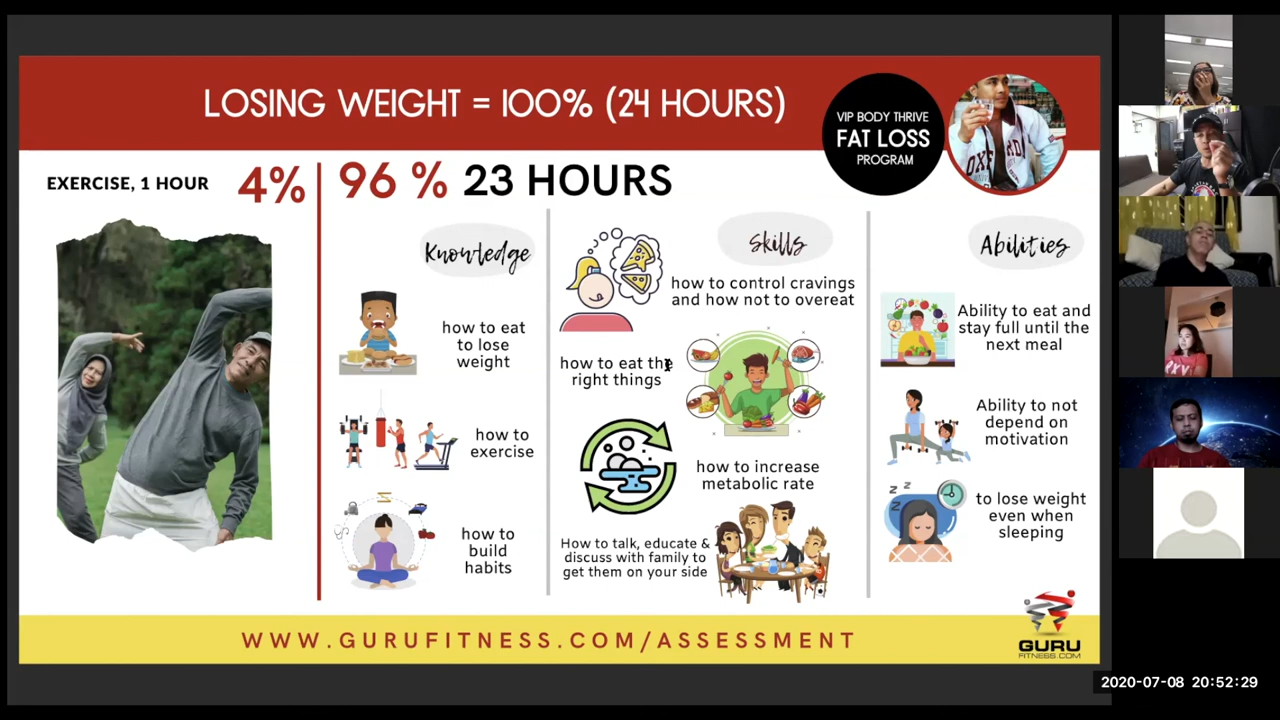 LOSING WEIGHT = 100% (24 HOURS)
VIP BODY THRIVE
FAT LOSS
PROGRAM
EXERCISE, 1 HOUR
4%
96 % 23 HOURS
Knowledge
how to eat
to lose
weight
how to
exercise
how to
build
habits
Skills
how to control cravings
and how not to overeat
how to eat the
right things
how to increase
metabolic rate
How to talk, educate &
discuss with family to
get them on your side
Abilities
Ability to eat and
stay full until the
next meal
Ability to not
depend on
motivation
to lose weight
even when
sleeping
WWW.GURUFITNESS.COM/ASSESSMENT
GURU
FITNESS.COM
2020-07-08 20:52:29